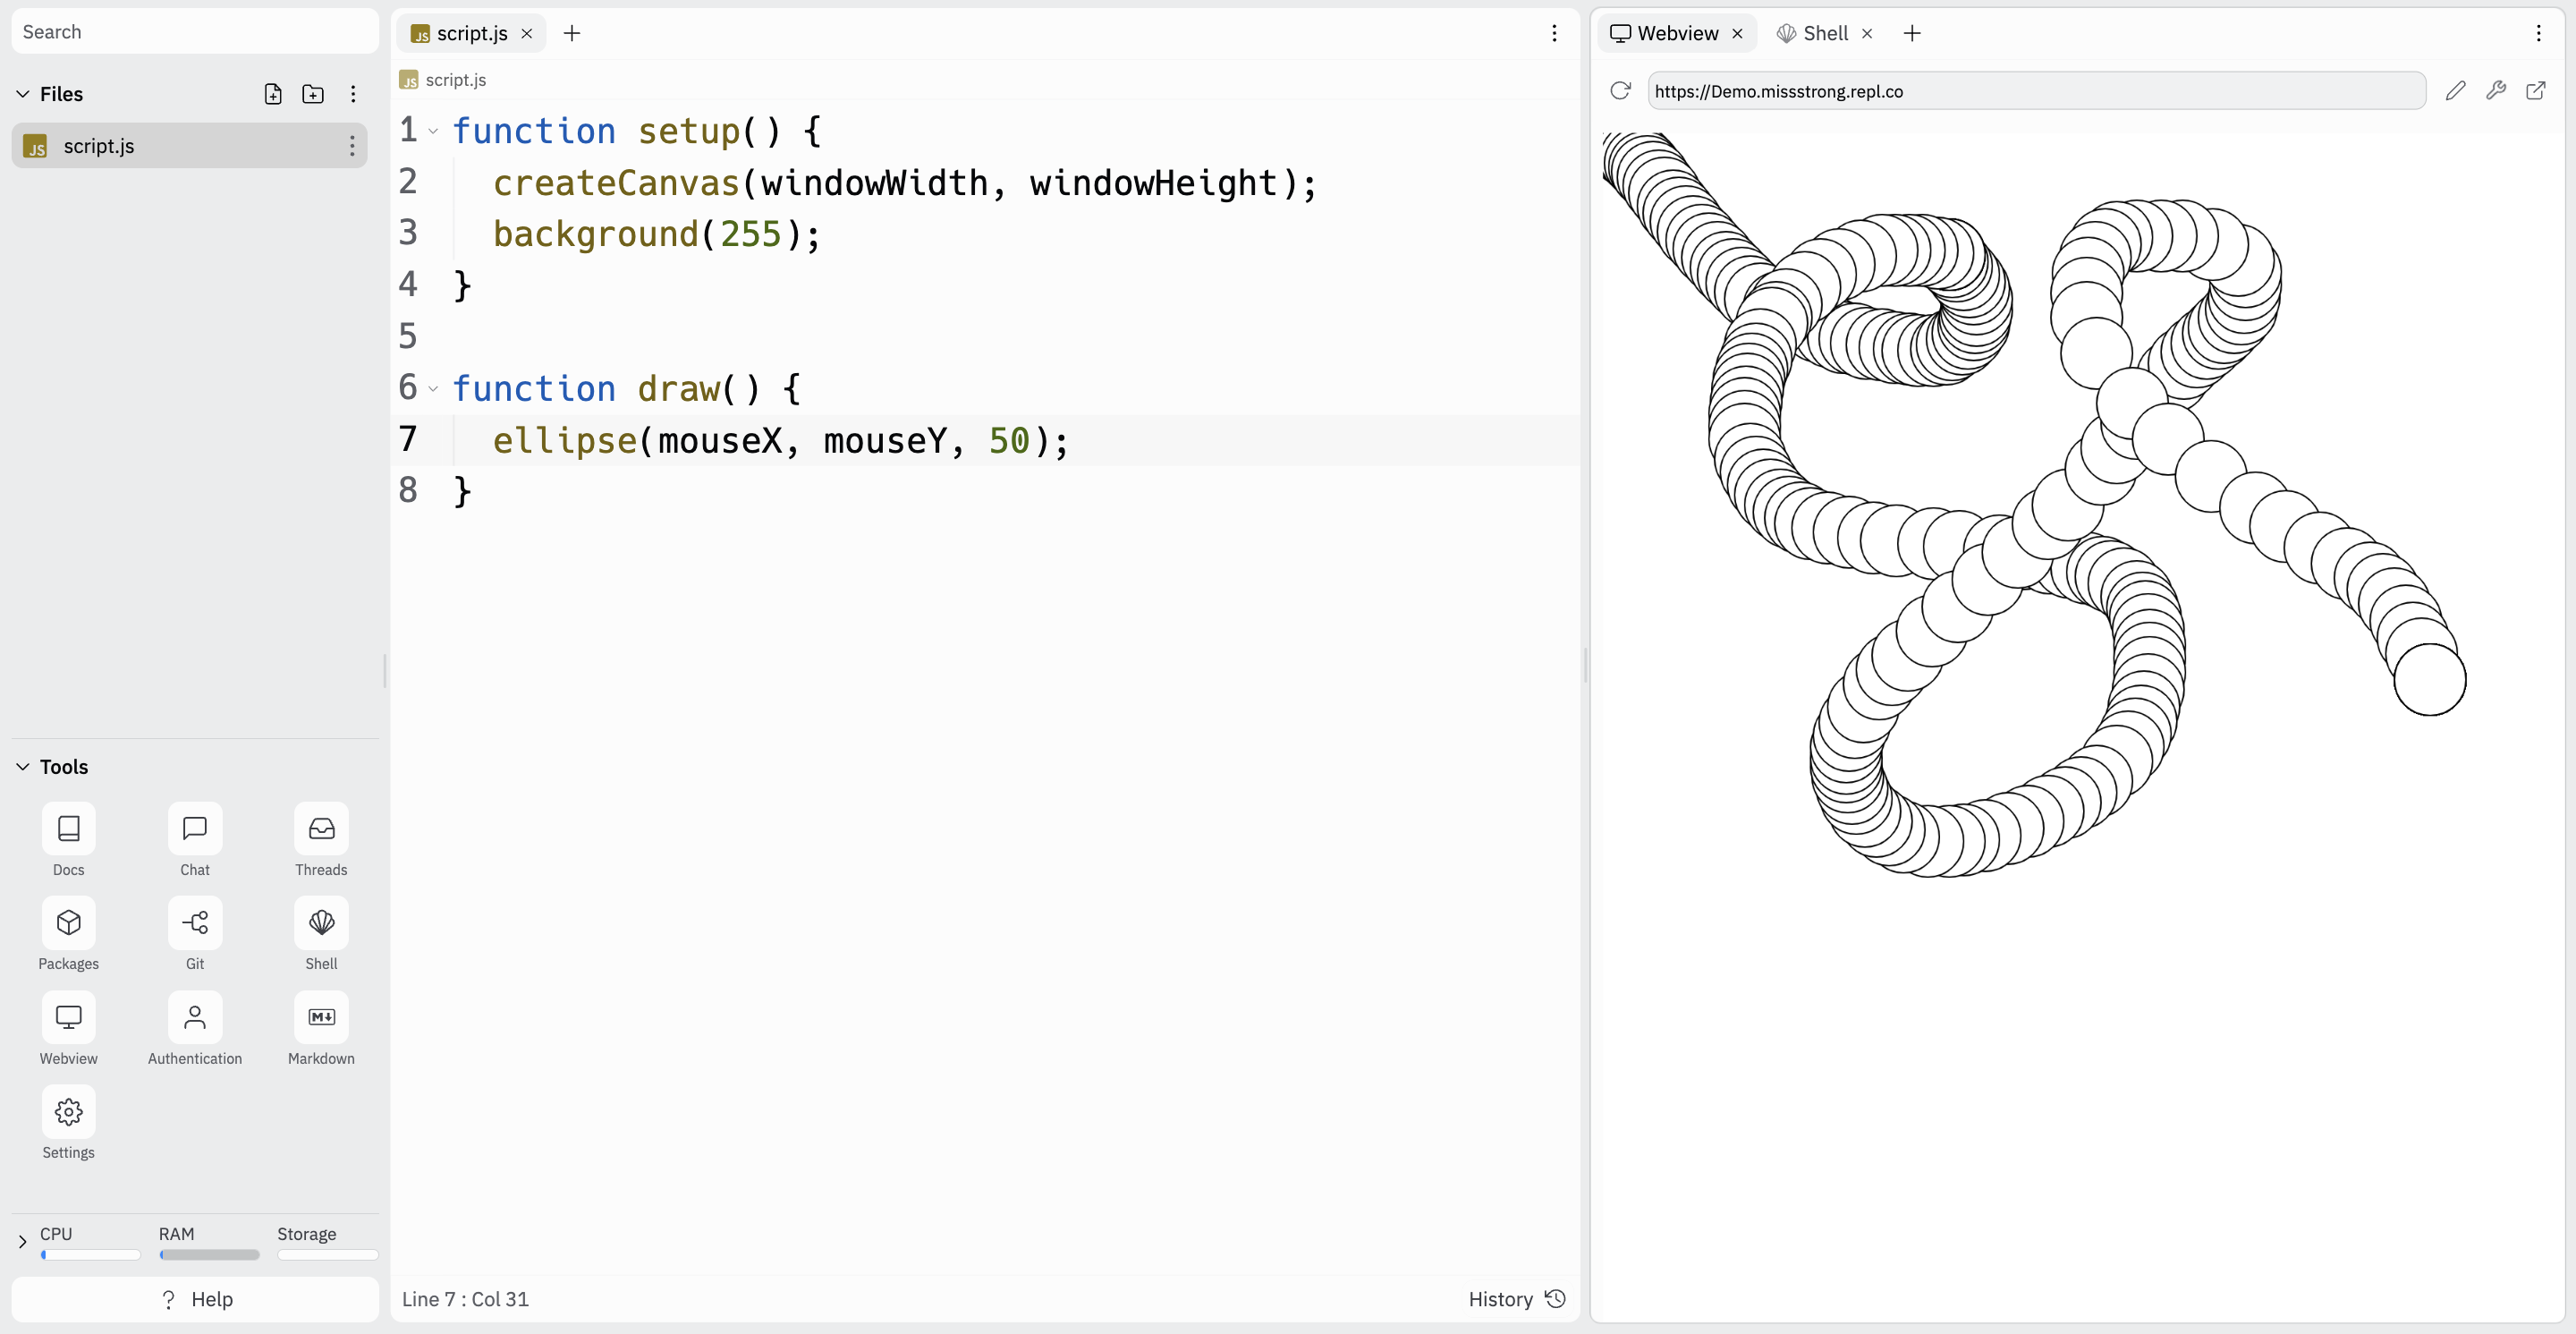 Search
Files
JS script.js
Tools
Docs Chat Threads
Packages Git Shell
Webview Authentication Markdown
Settings
CPU RAM Storage
? Help
JS script.js
JS script.js
1 function setup() {
2 createCanvas(windowWidth, windowHeight);
3 background(255);
4 }
5
6 function draw() {
7 ellipse(mouseX, mouseY, 50);
8 }
Line 7 : Col 31 History
Webview Shell
https://Demo.missstrong.repl.co